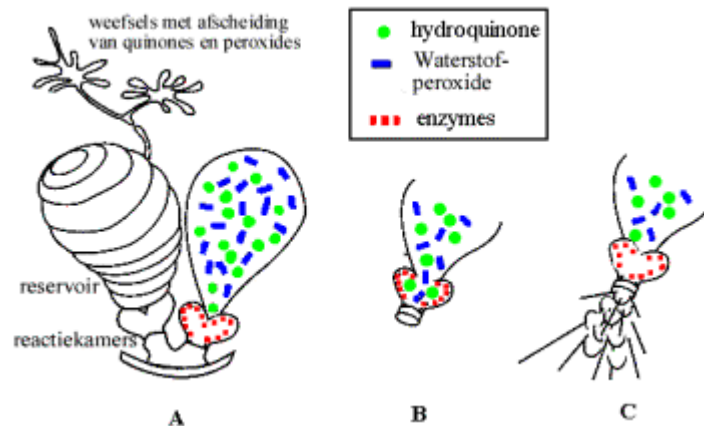 weefsels met afscheiding
van quinones en peroxides
hydroquinone
Waterstof-
peroxide
enzymes
reservoir
reactiekamers
A
B
C